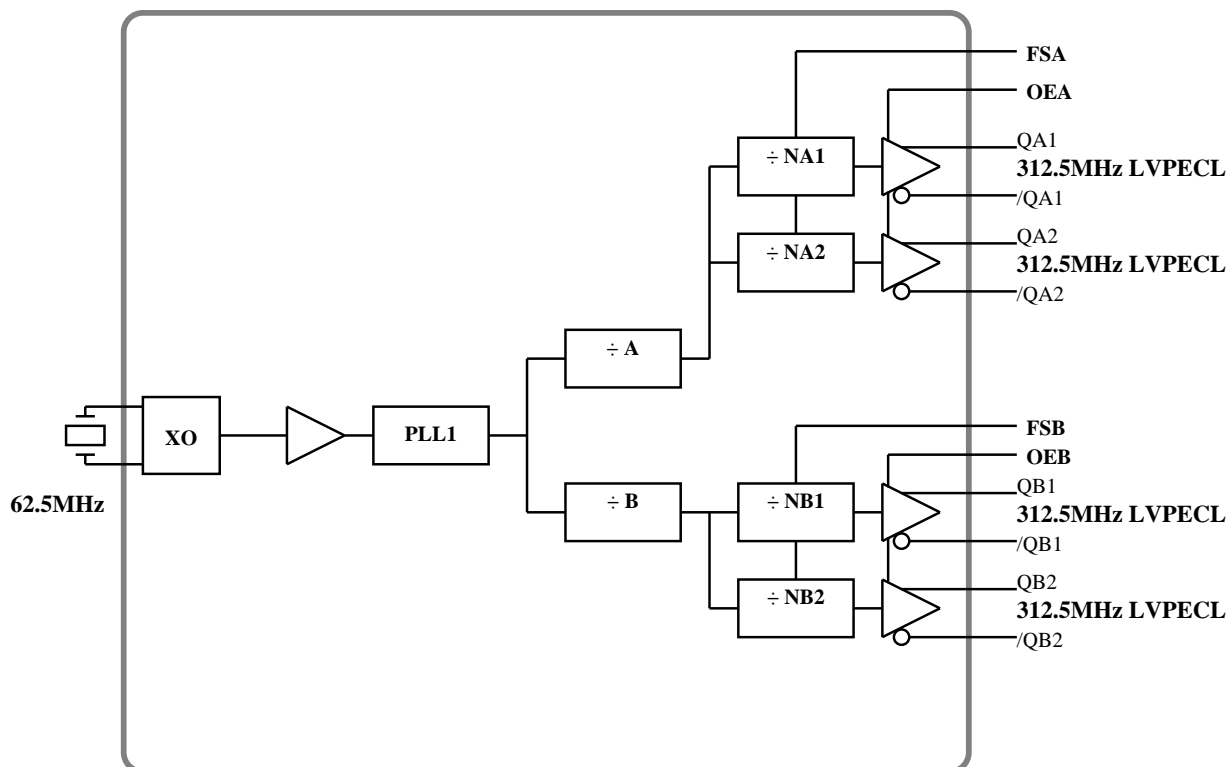 FSA
OEA
÷ NA1
QA1
312.5MHz LVPECL
/QA1
÷ NA2
QA2
312.5MHz LVPECL
/QA2
÷ A
XO
PLL1
62.5MHz
FSB
OEB
÷ B
÷ NB1
QB1
312.5MHz LVPECL
/QB1
÷ NB2
QB2
312.5MHz LVPECL
/QB2